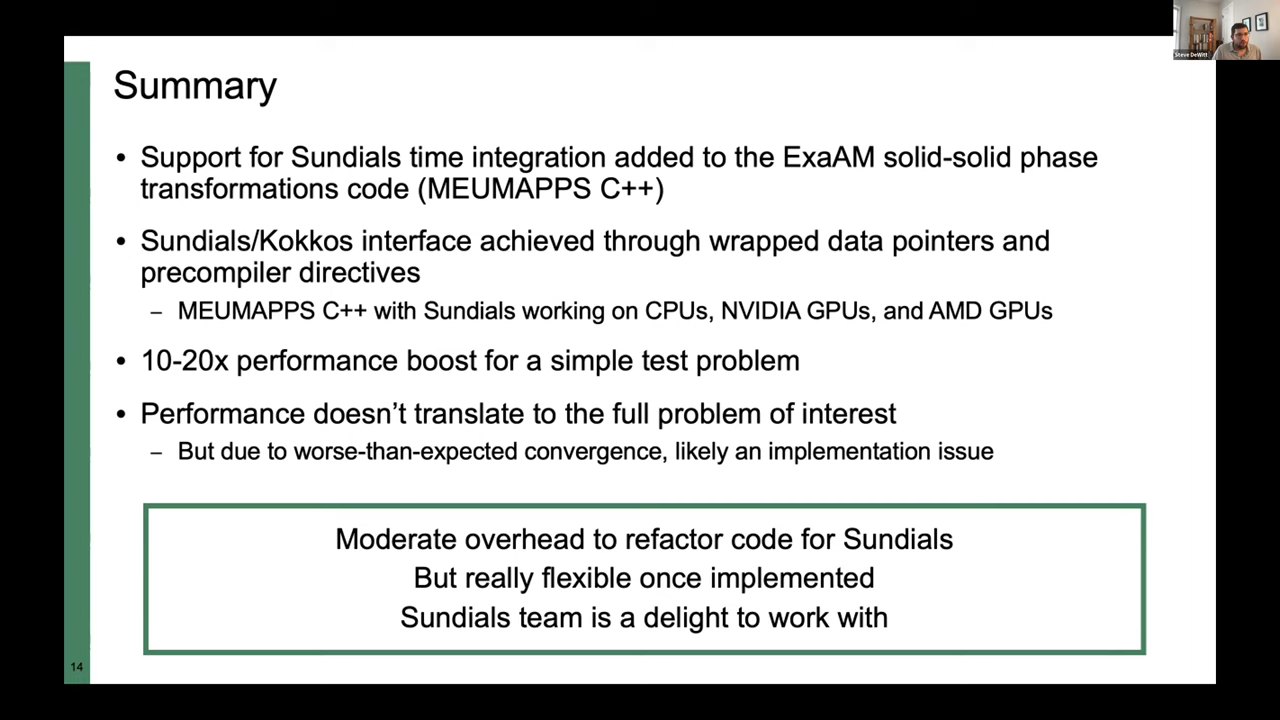 Steve DeWitt
Summary
• Support for Sundials time integration added to the ExaAM solid-solid phase
transformations code (MEUMAPPS C++)
• Sundials/Kokkos interface achieved through wrapped data pointers and
precompiler directives
– MEUMAPPS C++ with Sundials working on CPUs, NVIDIA GPUs, and AMD GPUs
• 10-20x performance boost for a simple test problem
• Performance doesn’t translate to the full problem of interest
– But due to worse-than-expected convergence, likely an implementation issue
Moderate overhead to refactor code for Sundials
But really flexible once implemented
Sundials team is a delight to work with
14